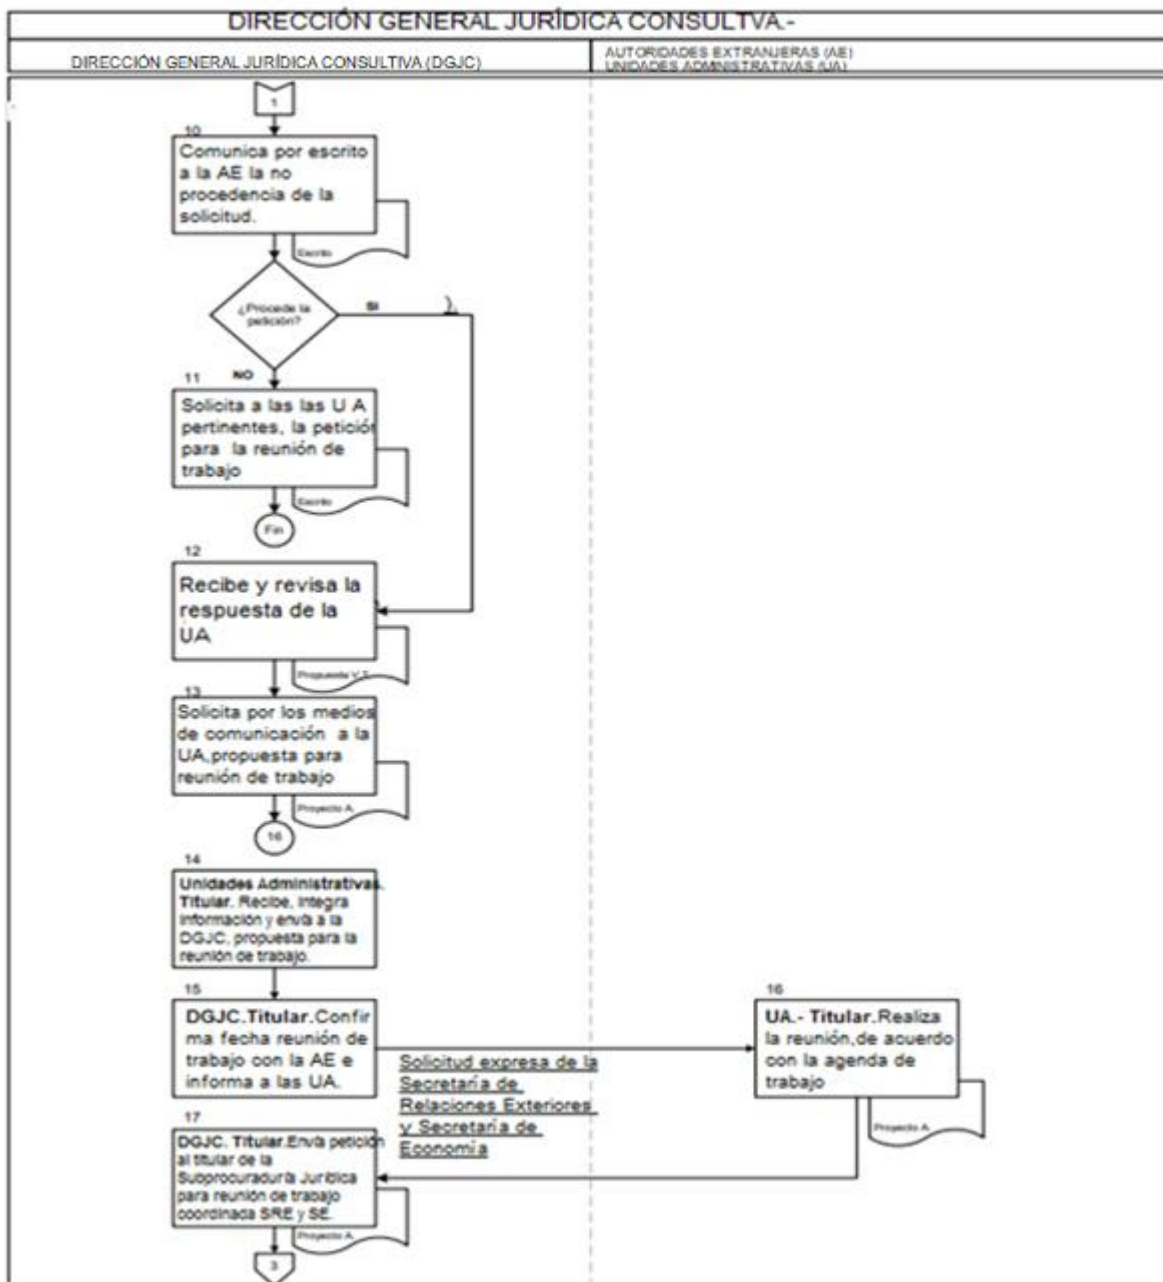 DIRECCIÓN GENERAL JURÍDICA CONSULTVA.-
DIRECCIÓN GENERAL JURÍDICA CONSULTIVA (DGJC)
AUTORIDADES EXTRANJERAS (AE)
UNIDADES ADMINISTRATIVAS (UA)
1
10
Comunica por escrito
a la AE la no
procedencia de la
solicitud.
Escrito
¿Procede la
petición?
SI
NO
11
Solicita a las las U A
pertinentes, la petición
para la reunión de
trabajo
Escrito
Fin
12
Recibe y revisa la
respuesta de la
UA
Propuesta V.T.
13
Solicita por los medios
de comunicación a la
UA,propuesta para
reunión de trabajo
Proyecto A.
16
14
Unidades Administrativas.
Titular. Recibe, integra
información y envía a la
DGJC, propuesta para la
reunión de trabajo.
15
DGJC.Titular.Confir
ma fecha reunión de
trabajo con la AE e
informa a las UA.
16
UA.- Titular.Realiza
la reunión,de acuerdo
con la agenda de
trabajo
Proyecto A.
Solicitud expresa de la
Secretaría de
Relaciones Exteriores
y Secretaría de
Economía
17
DGJC. Titular.Envía petición
al titular de la
Subprocuraduría Jurídica
para reunión de trabajo
coordinada SRE y SE.
Proyecto A.
3